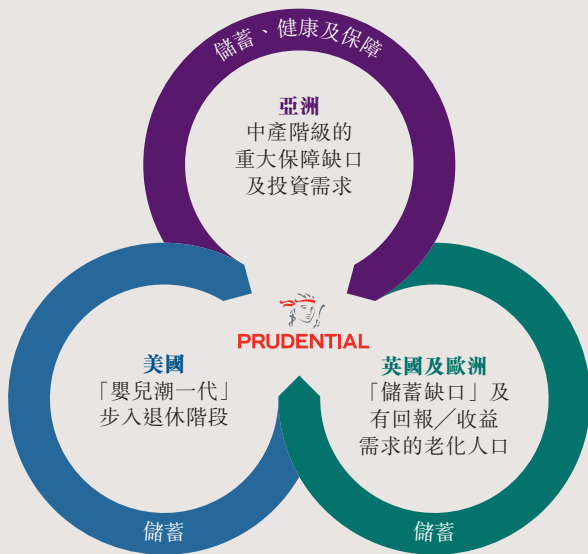 儲蓄、健康及保障
亞洲
中產階級的
重大保障缺口
及投資需求
PRUDENTIAL
美國
「嬰兒潮一代」
步入退休階段
英國及歐洲
「儲蓄缺口」及
有回報／收益
需求的老化人口
儲蓄
儲蓄